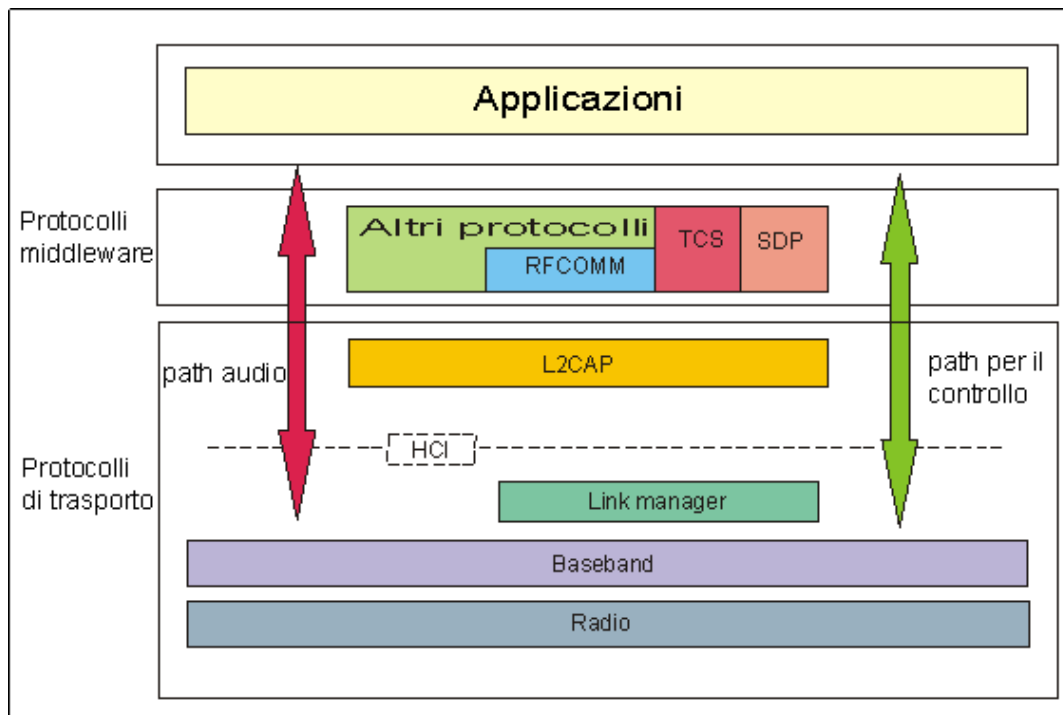 Applicazioni
Protocolli
middleware
Altri protocolli
RFCOMM
TCS
SDP
path audio
L2CAP
path per il
controllo
HCI
Protocolli
di trasporto
Link manager
Baseband
Radio